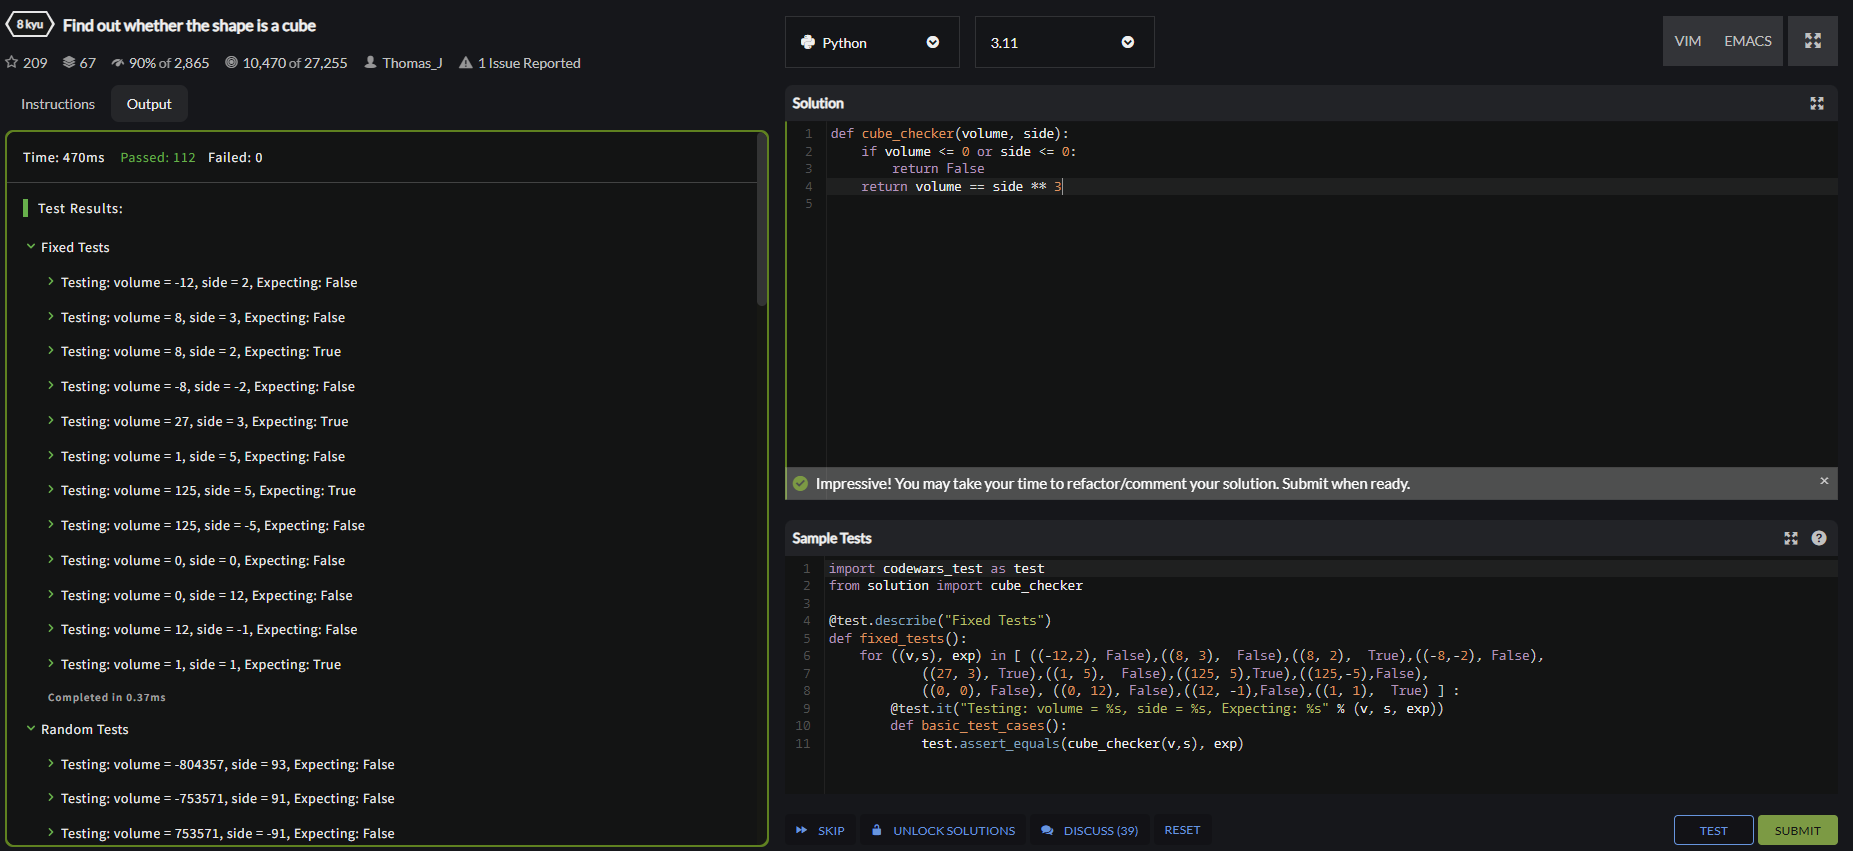 8 kyu Find out whether the shape is a cube
209 67 90% of 2,865 10,470 of 27,255 Thomas_J 1 Issue Reported
Instructions Output
Time: 470ms Passed: 112 Failed: 0
Test Results:
Fixed Tests
Testing: volume = -12, side = 2, Expecting: False
Testing: volume = 8, side = 3, Expecting: False
Testing: volume = 8, side = 2, Expecting: True
Testing: volume = -8, side = -2, Expecting: False
Testing: volume = 27, side = 3, Expecting: True
Testing: volume = 1, side = 5, Expecting: False
Testing: volume = 125, side = 5, Expecting: True
Testing: volume = 125, side = -5, Expecting: False
Testing: volume = 0, side = 0, Expecting: False
Testing: volume = 0, side = 12, Expecting: False
Testing: volume = 12, side = -1, Expecting: False
Testing: volume = 1, side = 1, Expecting: True
Completed in 0.37ms
Random Tests
Testing: volume = -804357, side = 93, Expecting: False
Testing: volume = -753571, side = 91, Expecting: False
Testing: volume = 753571, side = -91, Expecting: False
Python 3.11 VIM EMACS
Solution
1 def cube_checker(volume, side):
2     if volume <= 0 or side <= 0:
3         return False
4     return volume == side ** 3
5
Impressive! You may take your time to refactor/comment your solution. Submit when ready. ×
Sample Tests ?
1 import codewars_test as test
2 from solution import cube_checker
3
4 @test.describe("Fixed Tests")
5 def fixed_tests():
6     for ((v,s), exp) in [ ((-12,2), False),((8, 3),  False),((8, 2),  True),((-8,-2), False),
7             ((27, 3), True),((1, 5),  False),((125, 5),True),((125,-5),False),
8             ((0, 0), False), ((0, 12), False),((12, -1),False),((1, 1),  True) ] :
9         @test.it("Testing: volume = %s, side = %s, Expecting: %s" % (v, s, exp))
10         def basic_test_cases():
11             test.assert_equals(cube_checker(v,s), exp)
SKIP UNLOCK SOLUTIONS DISCUSS (39) RESET TEST SUBMIT